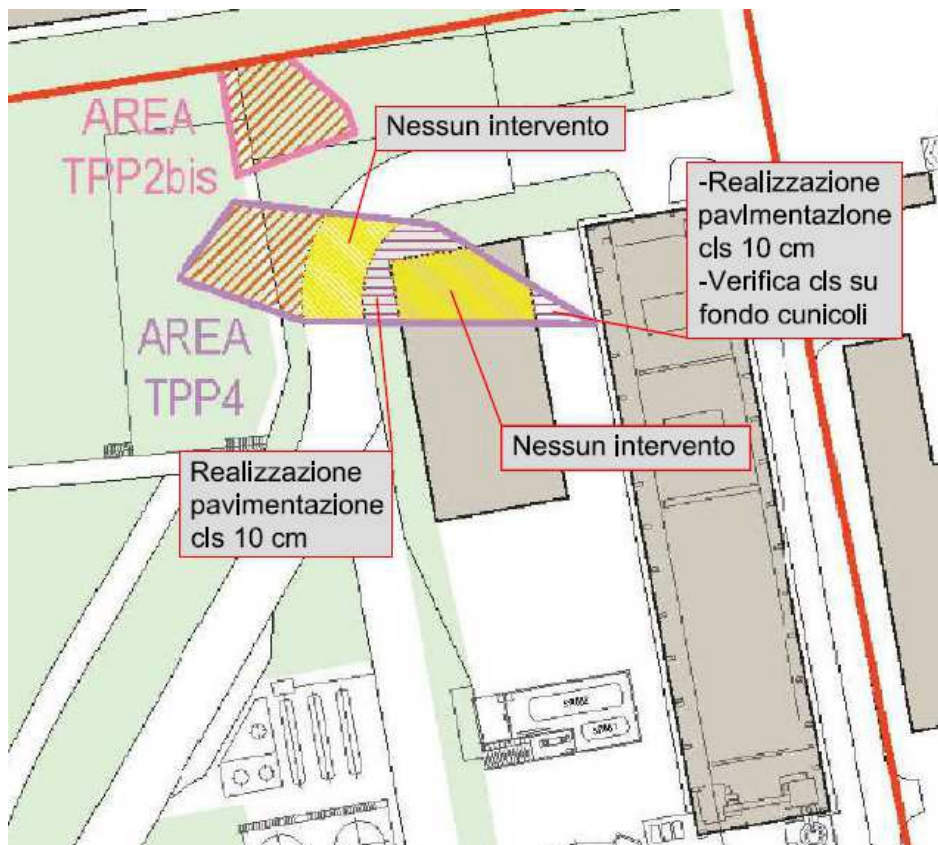 AREA
TPP2bis
Nessun intervento
-Realizzazione
pavimentazione
cls 10 cm
-Verifica cls su
fondo cunicoli
AREA
TPP4
Nessun intervento
Realizzazione
pavimentazione
cls 10 cm